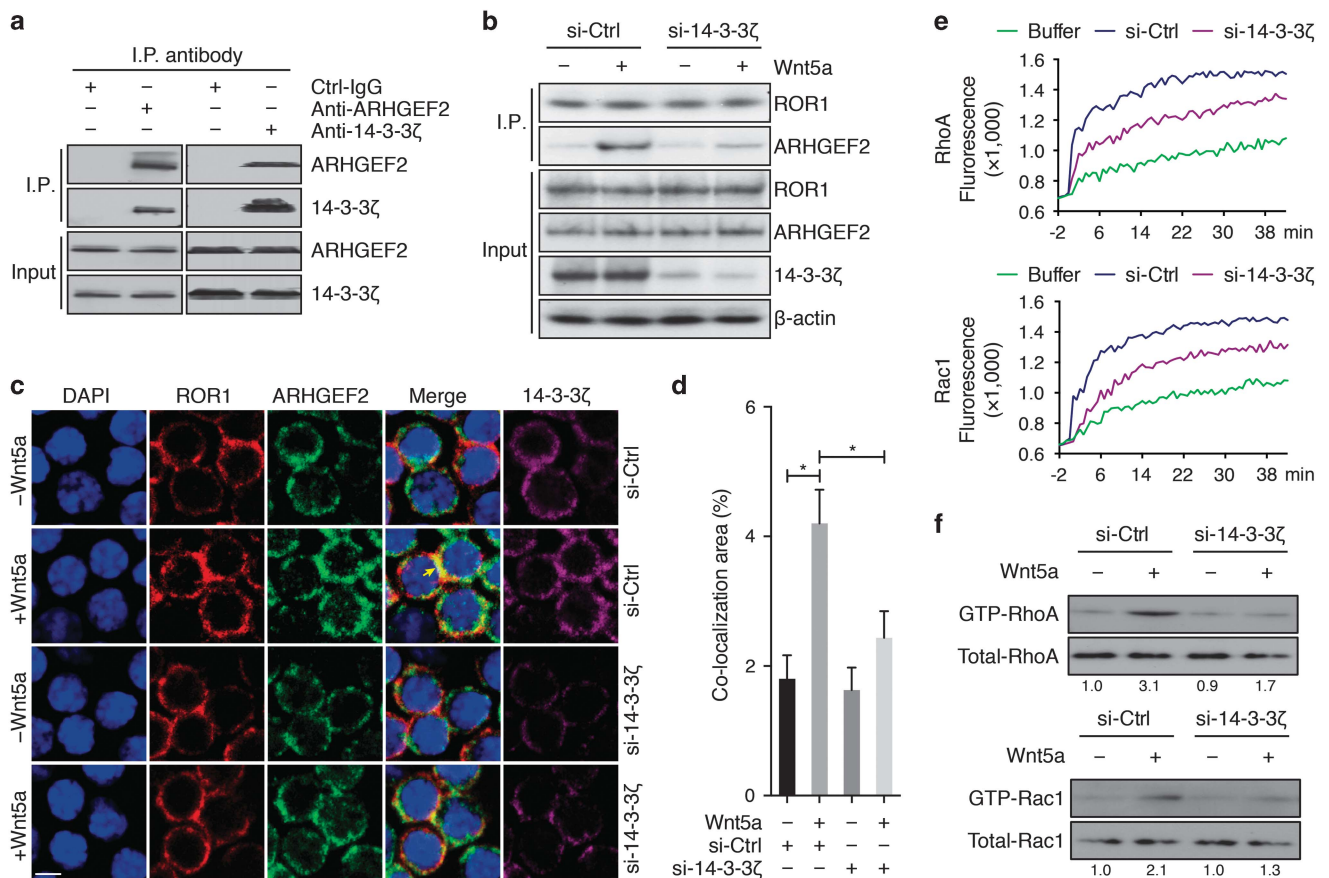 a
I.P. antibody
+ − + − Ctrl-IgG
− + − − Anti-ARHGEF2
− − − + Anti-14-3-3ζ
I.P.
ARHGEF2
14-3-3ζ
Input
ARHGEF2
14-3-3ζ
b
si-Ctrl si-14-3-3ζ
− + − + Wnt5a
I.P.
ROR1
ARHGEF2
Input
ROR1
ARHGEF2
14-3-3ζ
β-actin
c
DAPI ROR1 ARHGEF2 Merge 14-3-3ζ
−Wnt5a si-Ctrl
+Wnt5a si-Ctrl
−Wnt5a si-14-3-3ζ
+Wnt5a si-14-3-3ζ
d
Co-localization area (%)
6
4
2
0
* *
Wnt5a − + − +
si-Ctrl + + − −
si-14-3-3ζ − − + +
e
Buffer si-Ctrl si-14-3-3ζ
RhoA
Flurorescence
(×1,000)
1.6
1.4
1.2
1.0
0.8
0.6
-2 6 14 22 30 38 min
Buffer si-Ctrl si-14-3-3ζ
Rac1
Flurorescence
(×1,000)
1.6
1.4
1.2
1.0
0.8
0.6
-2 6 14 22 30 38 min
f
si-Ctrl si-14-3-3ζ
Wnt5a − + − +
GTP-RhoA
Total-RhoA
1.0 3.1 0.9 1.7
si-Ctrl si-14-3-3ζ
Wnt5a − + − +
GTP-Rac1
Total-Rac1
1.0 2.1 1.0 1.3